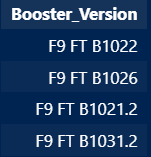 Booster_Version
F9 FT B1022
F9 FT B1026
F9 FT B1021.2
F9 FT B1031.2